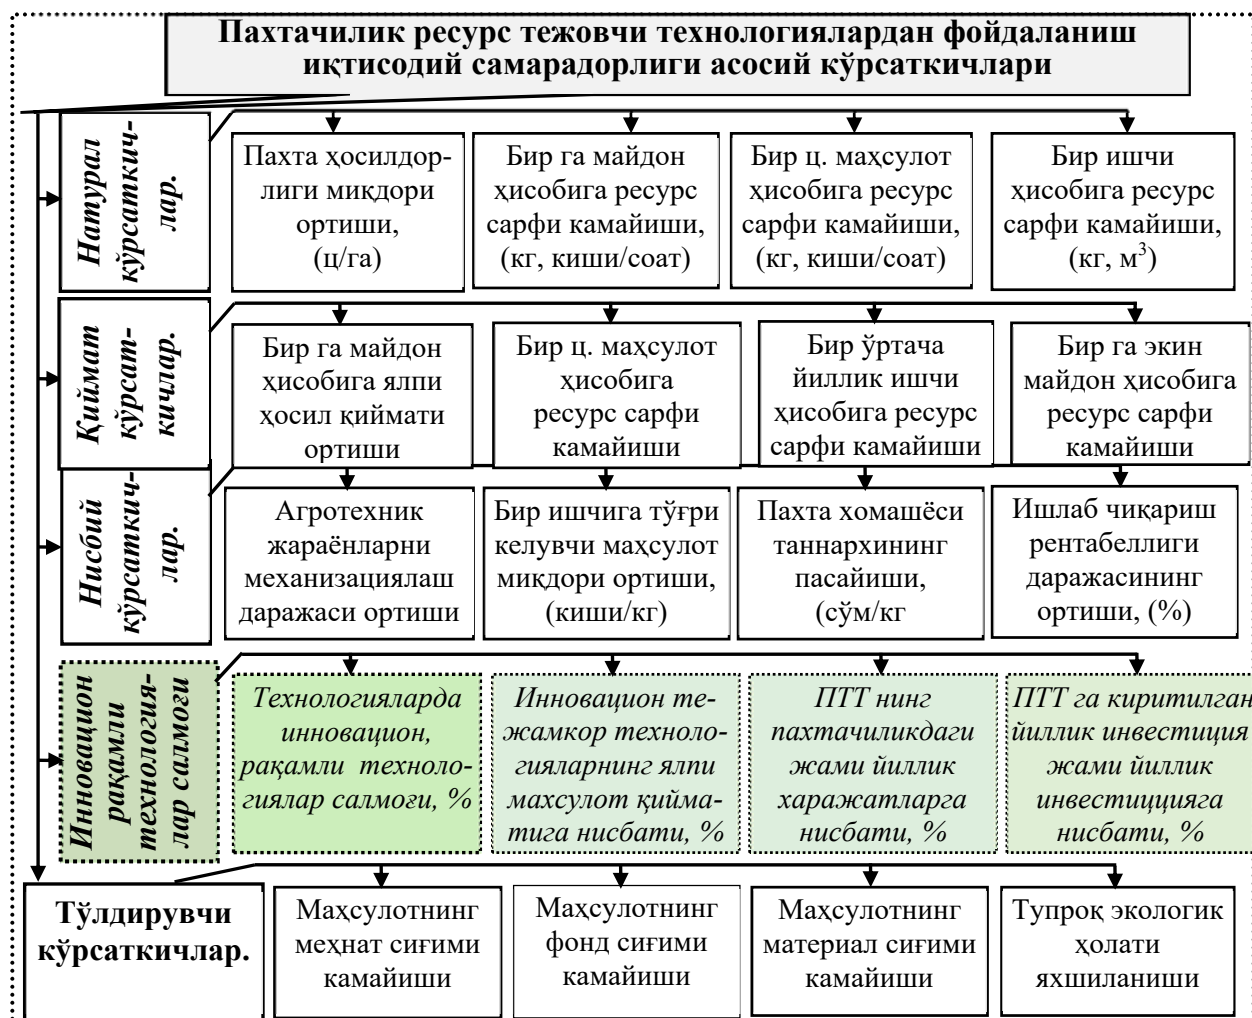 Пахтачилик ресурс тежовчи технологиялардан фойдаланиш
иқтисодий самарадорлиги асосий кўрсаткичлари
Натурал
кўрсаткич-
лар.
Пахта ҳосилдор-
лиги миқдори
ортиши,
(ц/га)
Бир га майдон
ҳисобига ресурс
сарфи камайиши,
(кг, киши/соат)
Бир ц. маҳсулот
ҳисобига ресурс
сарфи камайиши,
(кг, киши/соат)
Бир ишчи
ҳисобига ресурс
сарфи камайиши,
(кг, м³)
Қиймат
кўрсат-
кичлар.
Бир га майдон
ҳисобига ялпи
ҳосил қиймати
ортиши
Бир ц. маҳсулот
ҳисобига
ресурс сарфи
камайиши
Бир ўртача
йиллик ишчи
ҳисобига ресурс
сарфи камайиши
Бир га экин
майдон ҳисобига
ресурс сарфи
камайиши
Нисбий
кўрсаткич-
лар.
Агротехник
жараёнларни
механизациялаш
даражаси ортиши
Бир ишчига тўғри
келувчи маҳсулот
миқдори ортиши,
(киши/кг)
Пахта хомашёси
таннархининг
пасайиши,
(сўм/кг
Ишлаб чиқариш
рентабеллиги
даражасининг
ортиши, (%)
Инновацион
рақамли
технология-
лар салмоғи
Технологияларда
инновацион,
рақамли техноло-
гиялар салмоғи, %
Инновацион те-
жамкор техноло-
гияларнинг ялпи
махсулот қийма-
тига нисбати, %
ПТТ нинг
пахтачиликдаги
жами йиллик
харажатларга
нисбати, %
ПТТ га киритилган
йиллик инвестиция
жами йиллик
инвестиццияга
нисбати, %
Тўлдирувчи
кўрсаткичлар.
Маҳсулотнинг
меҳнат сиғими
камайиши
Маҳсулотнинг
фонд сиғими
камайиши
Маҳсулотнинг
материал сиғими
камайиши
Тупроқ экологик
ҳолати
яхшиланиши